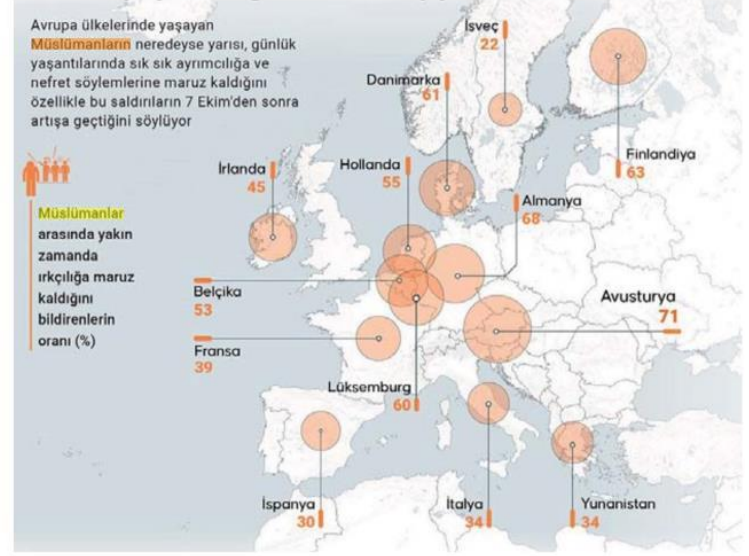 Avrupa ülkelerinde yaşayan
Müslümanların neredeyse yarısı, günlük
yaşantılarında sık sık ayrımcılığa ve
nefret söylemlerine maruz kaldığını
özellikle bu saldırıların 7 Ekim'den sonra
artışa geçtiğini söylüyor
Müslümanlar
arasında yakın
zamanda
ırkçılığa maruz
kaldığını
bildirenlerin
oranı (%)
İsveç
22
Danimarka
61
Finlandiya
63
İrlanda
45
Hollanda
55
Almanya
68
Belçika
53
Avusturya
71
Fransa
39
Lüksemburg
60
İspanya
30
İtalya
34
Yunanistan
34